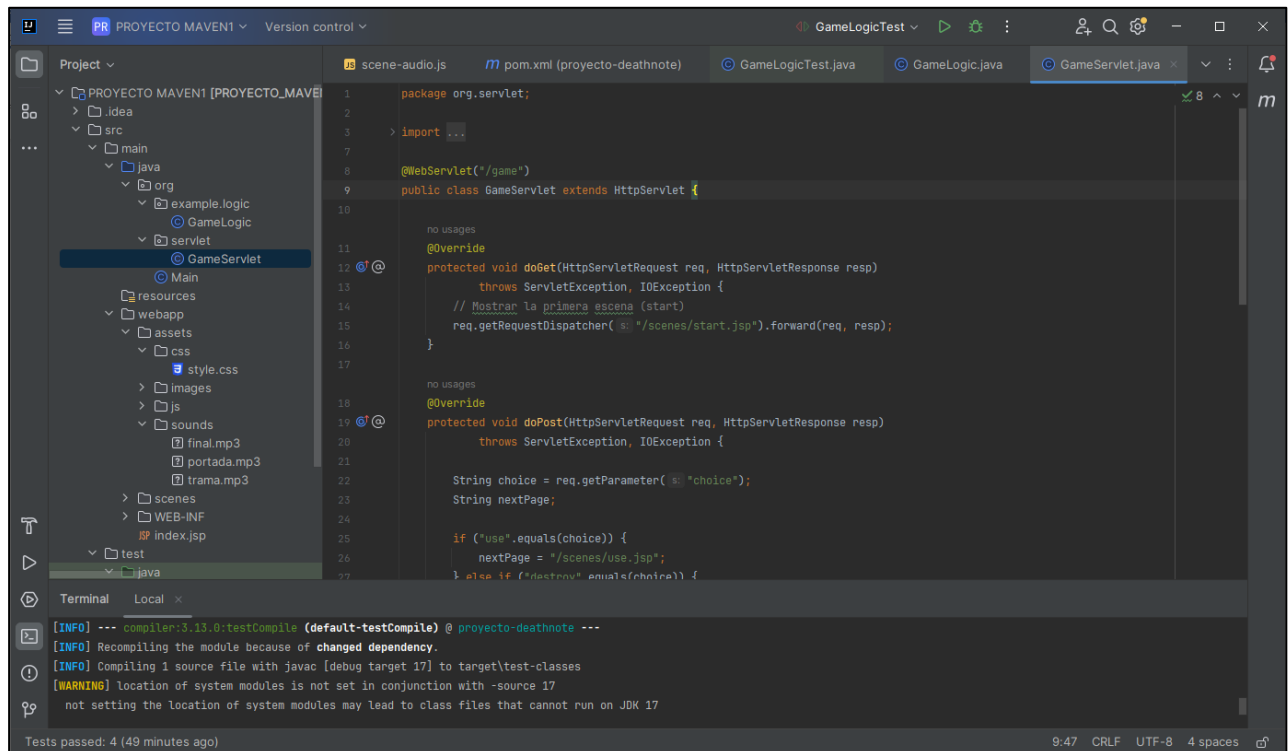 PR PROYECTO MAVEN1 Version control GameLogicTest
Project
scene-audio.js pom.xml (proyecto-deathnote) GameLogicTest.java GameLogic.java GameServlet.java
PROYECTO MAVEN1 [PROYECTO_MAVE
.idea
src
main
java
org
example.logic
GameLogic
servlet
GameServlet
Main
resources
webapp
assets
css
style.css
images
js
sounds
final.mp3
portada.mp3
trama.mp3
scenes
WEB-INF
index.jsp
test
java
8
m
1 package org.servlet;
2
3 import ...
7
8 @WebServlet("/game")
9 public class GameServlet extends HttpServlet {
10
no usages
11 @Override
12 protected void doGet(HttpServletRequest req, HttpServletResponse resp)
13 throws ServletException, IOException {
14 // Mostrar la primera escena (start)
15 req.getRequestDispatcher( s: "/scenes/start.jsp").forward(req, resp);
16 }
17
no usages
18 @Override
19 protected void doPost(HttpServletRequest req, HttpServletResponse resp)
20 throws ServletException, IOException {
21
22 String choice = req.getParameter( s: "choice");
23 String nextPage;
24
25 if ("use".equals(choice)) {
26 nextPage = "/scenes/use.jsp";
27 } else if ("destroy".equals(choice)) {
Terminal Local
[INFO] --- compiler:3.13.0:testCompile (default-testCompile) @ proyecto-deathnote ---
[INFO] Recompiling the module because of changed dependency.
[INFO] Compiling 1 source file with javac [debug target 17] to target\test-classes
[WARNING] location of system modules is not set in conjunction with -source 17
not setting the location of system modules may lead to class files that cannot run on JDK 17
Tests passed: 4 (49 minutes ago) 9:47 CRLF UTF-8 4 spaces